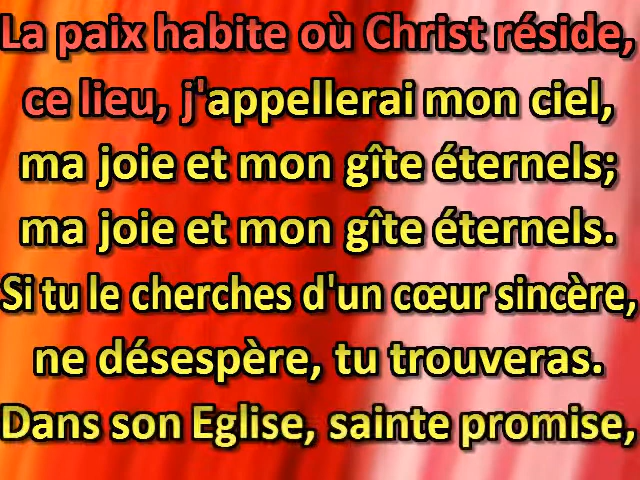 La paix habite où Christ réside,
ce lieu, j'appellerai mon ciel,
ma joie et mon gîte éternels;
ma joie et mon gîte éternels.
Si tu le cherches d'un cœur sincère,
ne désespère, tu trouveras.
Dans son Eglise, sainte promise,